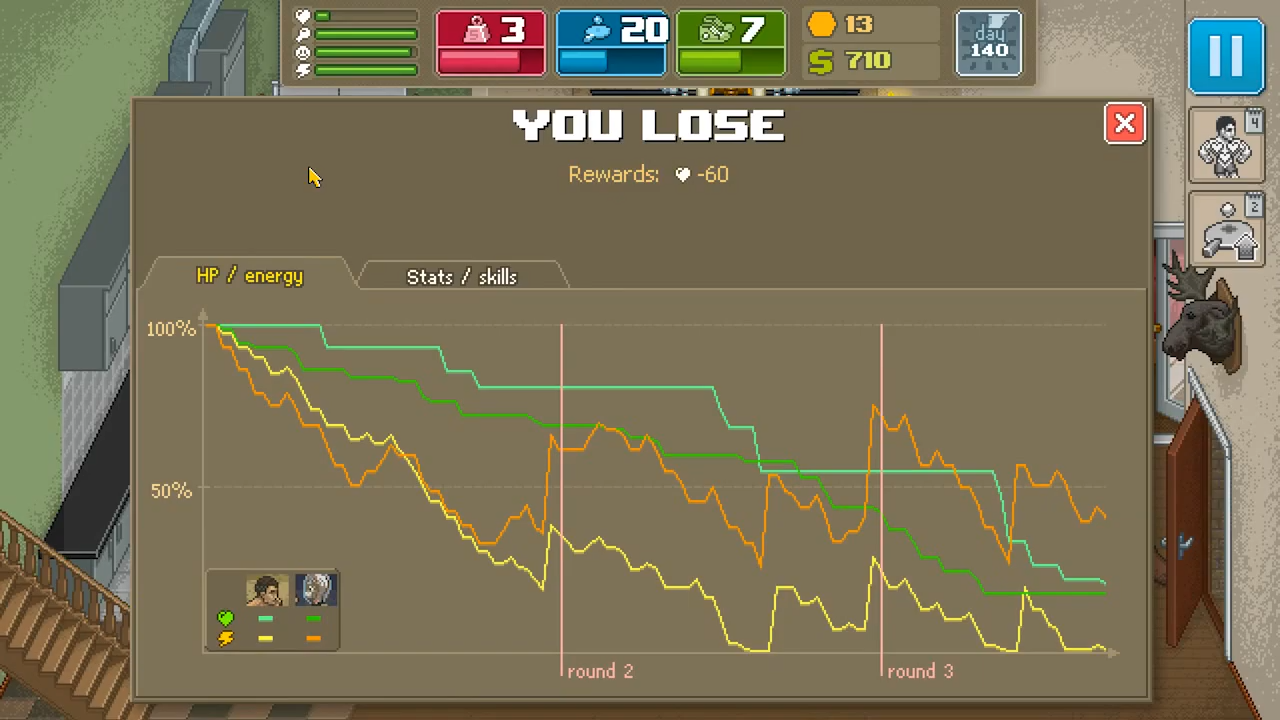 3
20
7
13
$ 710
day
140
4
2
YOU LOSE
Rewards: -60
HP / energy
Stats / skills
100%
50%
round 2
round 3